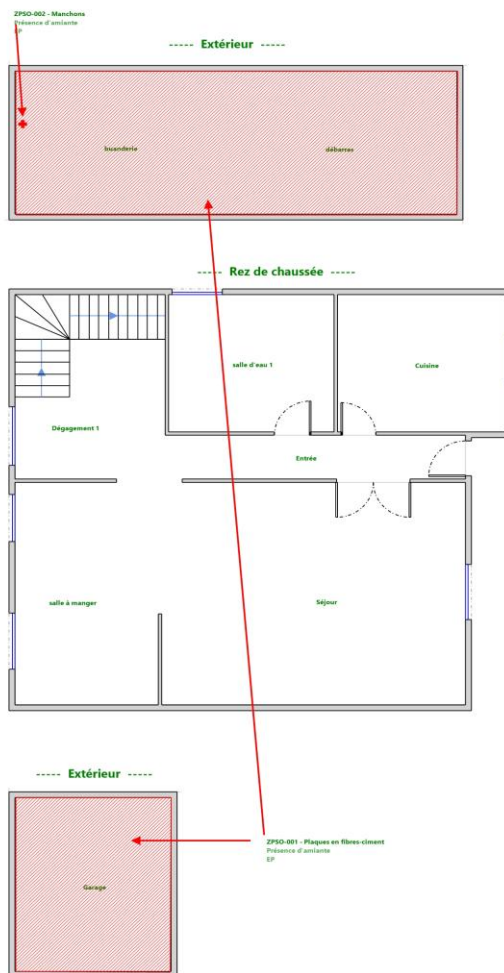 ZPSO-002 - Manchons
Présence d'amiante
EP
----- Extérieur -----
buanderie
débarras
----- Rez de chaussée -----
salle d'eau 1
Cuisine
Dégagement 1
Entrée
salle à manger
Séjour
----- Extérieur -----
ZPSO-001 - Plaques en fibres-ciment
Présence d'amiante
EP
Garage